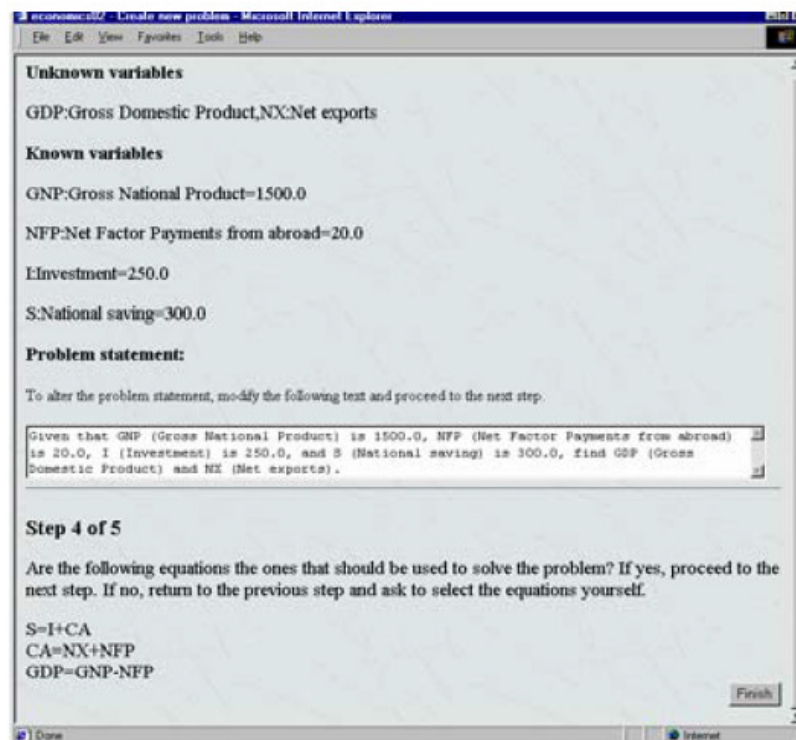 economics02 - Create new problem - Microsoft Internet Explorer
File Edit View Favorites Tools Help
Unknown variables
GDP:Gross Domestic Product,NX:Net exports
Known variables
GNP:Gross National Product=1500.0
NFP:Net Factor Payments from abroad=20.0
I:Investment=250.0
S:National saving=300.0
Problem statement:
To alter the problem statement, modify the following text and proceed to the next step.
Given that GNP (Gross National Product) is 1500.0, NFP (Net Factor Payments from abroad)
is 20.0, I (Investment) is 250.0, and S (National saving) is 300.0, find GDP (Gross
Domestic Product) and NX (Net exports).
Step 4 of 5
Are the following equations the ones that should be used to solve the problem? If yes, proceed to the
next step. If no, return to the previous step and ask to select the equations yourself.
S=I+CA
CA=NX+NFP
GDP=GNP-NFP
Finish
Done Internet